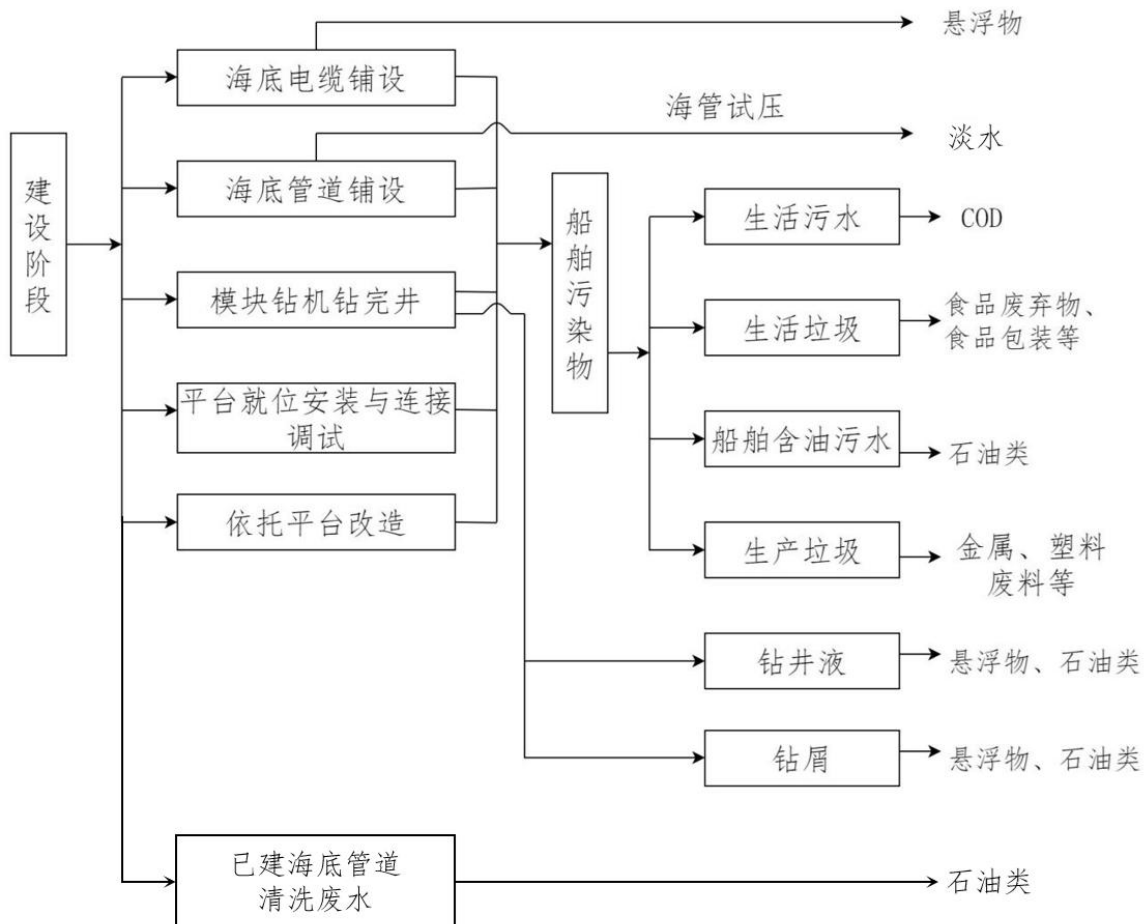 悬浮物
海底电缆铺设
海管试压
淡水
海底管道铺设
建设阶段
船舶污染物
生活污水
COD
模块钻机钻完井
生活垃圾
食品废弃物、
食品包装等
平台就位安装与连接
调试
船舶含油污水
石油类
依托平台改造
生产垃圾
金属、塑料
废料等
钻井液
悬浮物、石油类
钻屑
悬浮物、石油类
已建海底管道
清洗废水
石油类